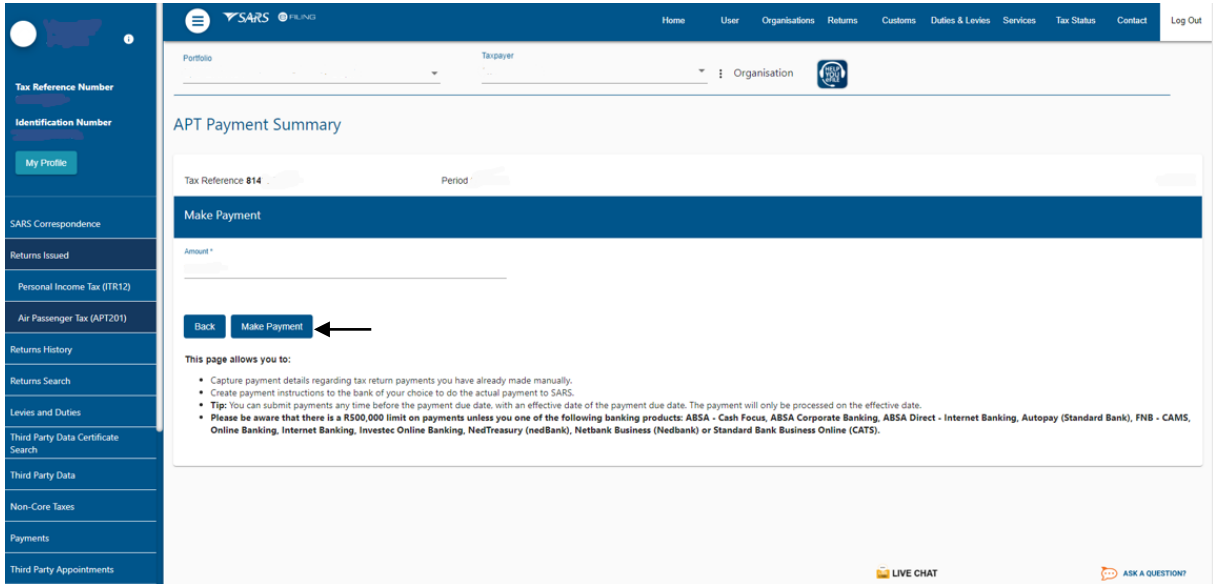 SARS eFILING
Home User Organisations Returns Customs Duties & Levies Services Tax Status Contact Log Out
Tax Reference Number
Identification Number
My Profile
SARS Correspondence
Returns Issued
Personal Income Tax (ITR12)
Air Passenger Tax (APT201)
Returns History
Returns Search
Levies and Duties
Third Party Data Certificate
Search
Third Party Data
Non-Core Taxes
Payments
Third Party Appointments
Portfolio
Taxpayer
Organisation
HELP YOU eFILE
APT Payment Summary
Tax Reference 814
Period
Make Payment
Amount *
Back Make Payment
This page allows you to:
• Capture payment details regarding tax return payments you have already made manually.
• Create payment instructions to the bank of your choice to do the actual payment to SARS.
• Tip: You can submit payments any time before the payment due date, with an effective date of the payment due date. The payment will only be processed on the effective date.
• Please be aware that there is a R500,000 limit on payments unless you one of the following banking products: ABSA - Cash Focus, ABSA Corporate Banking, ABSA Direct - Internet Banking, Autopay (Standard Bank), FNB - CAMS,
Online Banking, Internet Banking, Investec Online Banking, NedTreasury (nedBank), Netbank Business (Nedbank) or Standard Bank Business Online (CATS).
LIVE CHAT
ASK A QUESTION?